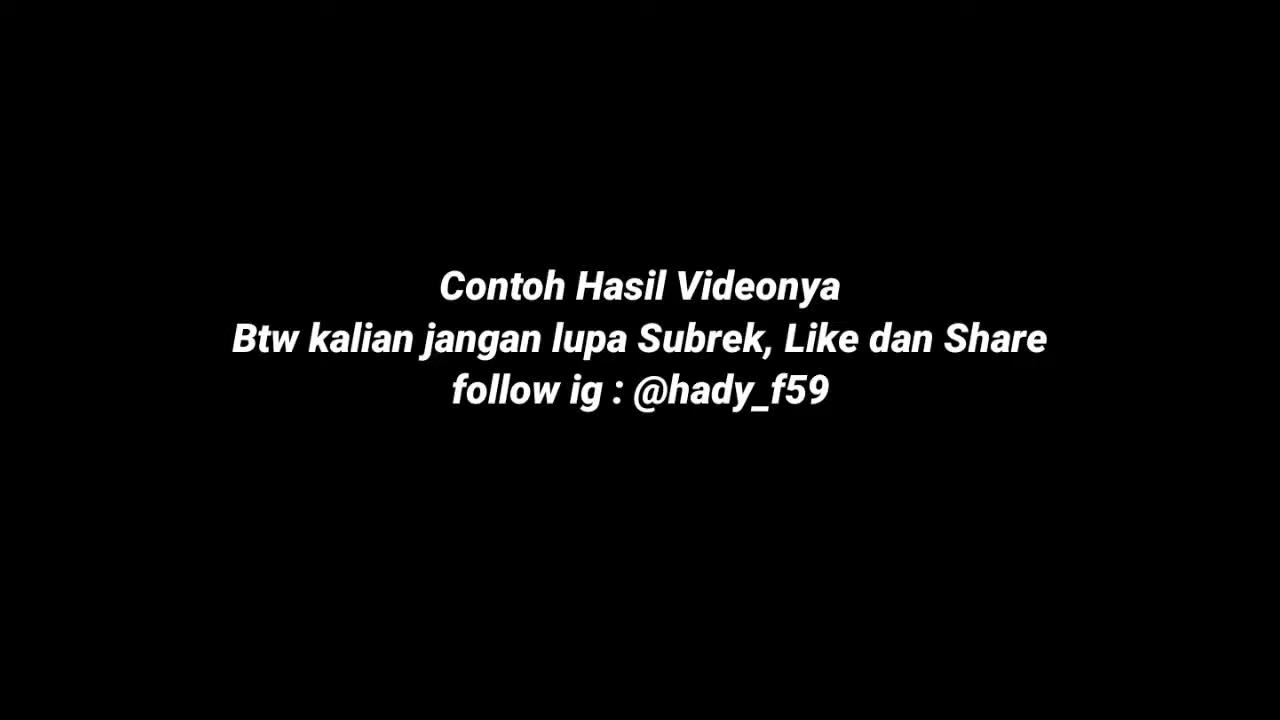 Contoh Hasil Videonya
Btw kalian jangan lupa Subrek, Like dan Share
follow ig : @hady_f59